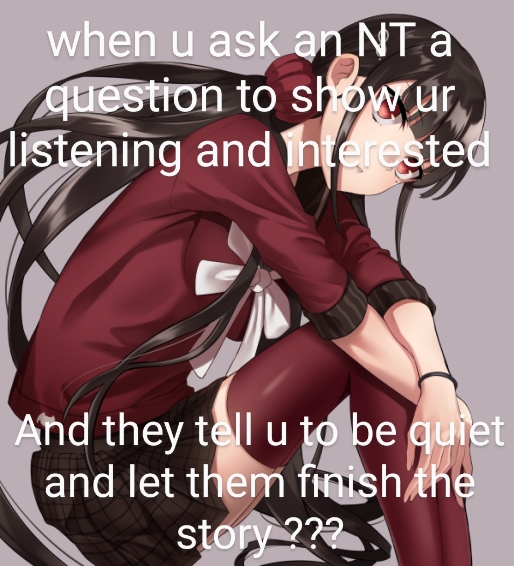 when u ask an NT a
question to show ur
listening and interested
And they tell u to be quiet
and let them finish the
story ???